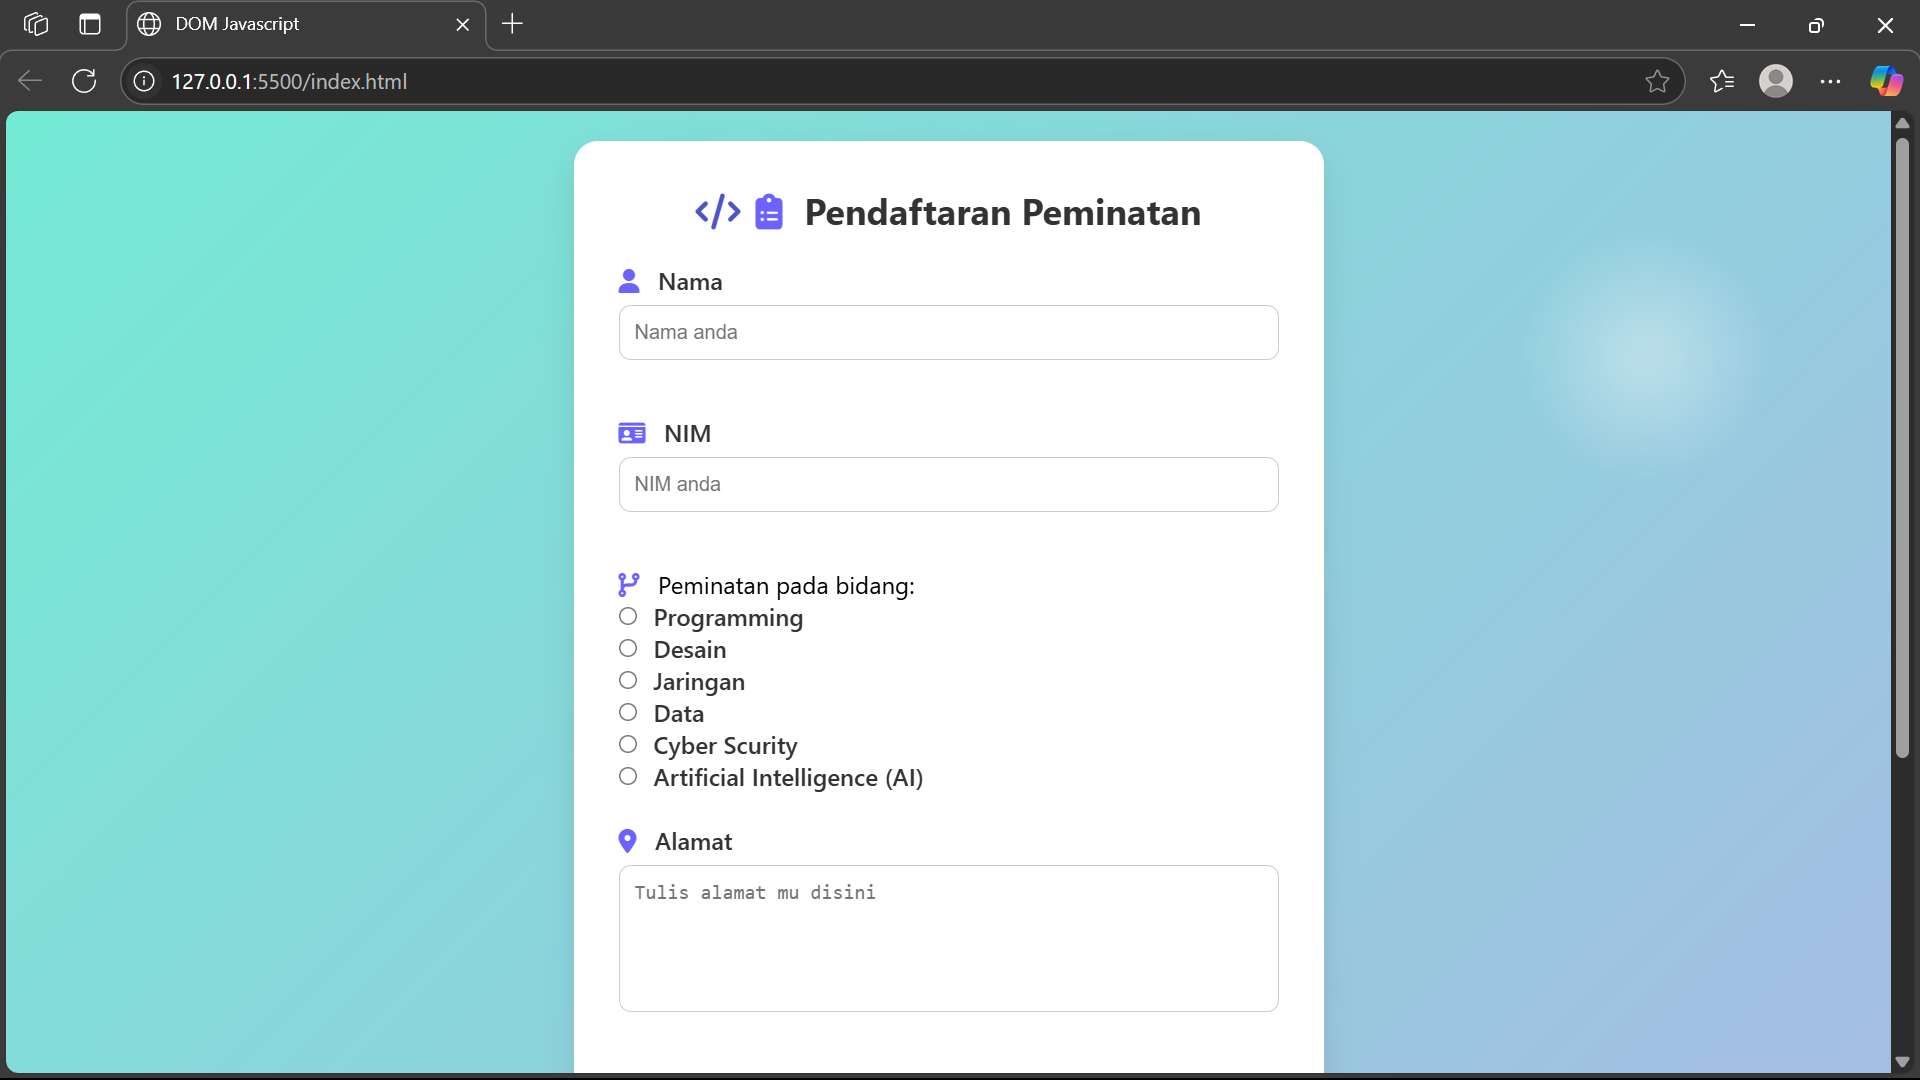 DOM Javascript
127.0.0.1:5500/index.html
</> Pendaftaran Peminatan
Nama
Nama anda
NIM
NIM anda
Peminatan pada bidang:
Programming
Desain
Jaringan
Data
Cyber Scurity
Artificial Intelligence (AI)
Alamat
Tulis alamat mu disini